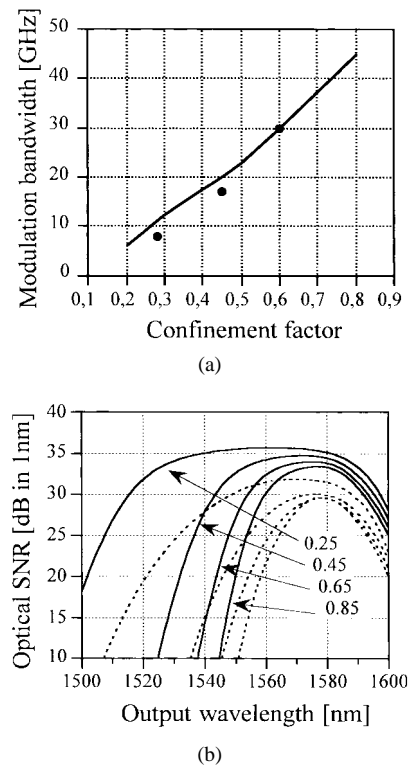 50
40
30
20
10
0
Modulation bandwidth [GHz]
0,1 0,2 0,3 0,4 0,5 0,6 0,7 0,8 0,9
Confinement factor
(a)
40
35
30
25
20
15
10
Optical SNR [dB in 1nm]
0.25
0.45
0.65
0.85
1500 1520 1540 1560 1580 1600
Output wavelength [nm]
(b)